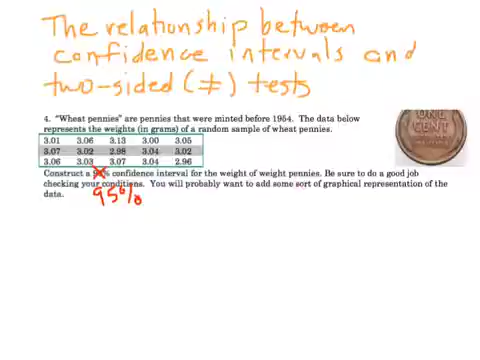 The relationship between
confidence intervals and
two-sided (≠) tests
4. "Wheat pennies" are pennies that were minted before 1954. The data below
represents the weights (in grams) of a random sample of wheat pennies.
3.01 3.06 3.13 3.00 3.05
3.07 3.02 2.98 3.04 3.02
3.06 3.03 3.07 3.04 2.96
Construct a % confidence interval for the weight of weight pennies. Be sure to do a good job
checking your conditions. You will probably want to add some sort of graphical representation of the
data.
95%
ONE
CENT